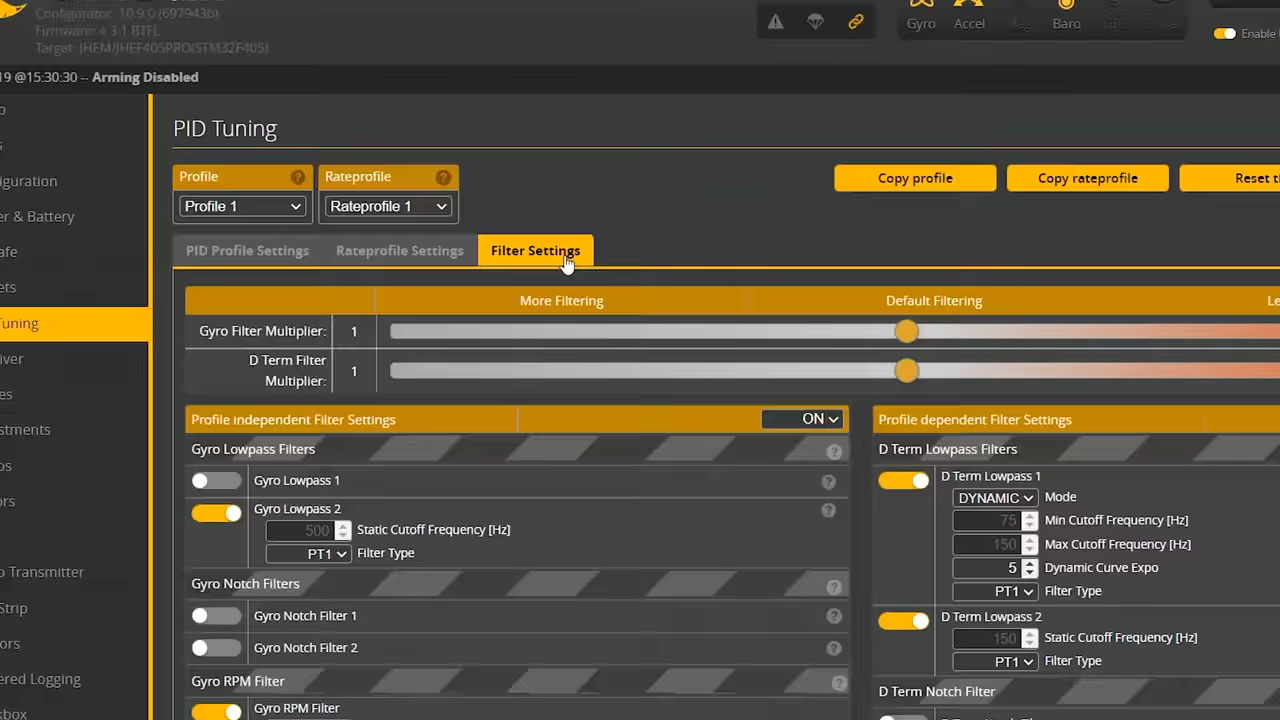 Configurator: 10.9.0 (697943b)
Firmware: 4.3.1 BTFL
Target: JHEM/JHEF405PRO(STM32F405)
Gyro
Accel
Mag
Baro
Enable
19 @15:30:30 -- Arming Disabled
PID Tuning
Profile
Rateprofile
Profile 1
Rateprofile 1
Copy profile
Copy rateprofile
Reset t
iguration
er & Battery
afe
ets
Tuning
iver
es
stments
os
ors
o Transmitter
Strip
ors
ered Logging
kbox
PID Profile Settings
Rateprofile Settings
Filter Settings
More Filtering
Default Filtering
Le
Gyro Filter Multiplier:
1
D Term Filter
Multiplier:
1
Profile independent Filter Settings
ON
Gyro Lowpass Filters
Gyro Lowpass 1
Gyro Lowpass 2
500
Static Cutoff Frequency [Hz]
PT1
Filter Type
Gyro Notch Filters
Gyro Notch Filter 1
Gyro Notch Filter 2
Gyro RPM Filter
Gyro RPM Filter
Profile dependent Filter Settings
D Term Lowpass Filters
D Term Lowpass 1
DYNAMIC
Mode
75
Min Cutoff Frequency [Hz]
150
Max Cutoff Frequency [Hz]
5
Dynamic Curve Expo
PT1
Filter Type
D Term Lowpass 2
150
Static Cutoff Frequency [Hz]
PT1
Filter Type
D Term Notch Filter